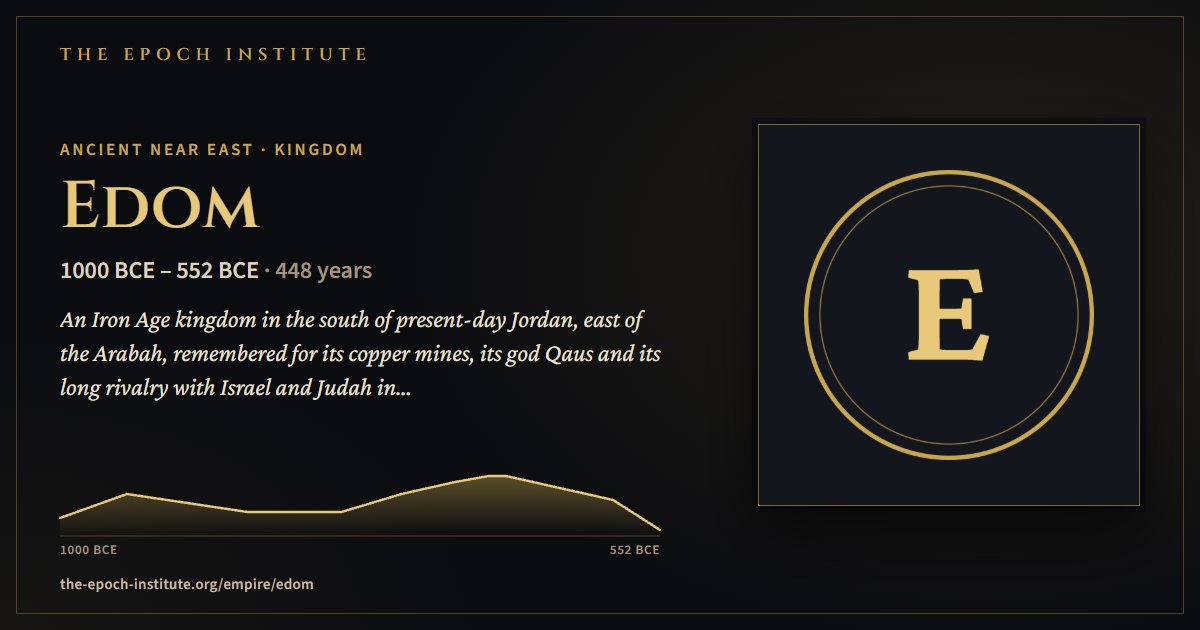 THE EPOCH INSTITUTE
ANCIENT NEAR EAST · KINGDOM
EDOM
1000 BCE – 552 BCE · 448 years
An Iron Age kingdom in the south of present-day Jordan, east of
the Arabah, remembered for its copper mines, its god Qaus and its
long rivalry with Israel and Judah in...
E
1000 BCE
552 BCE
the-epoch-institute.org/empire/edom